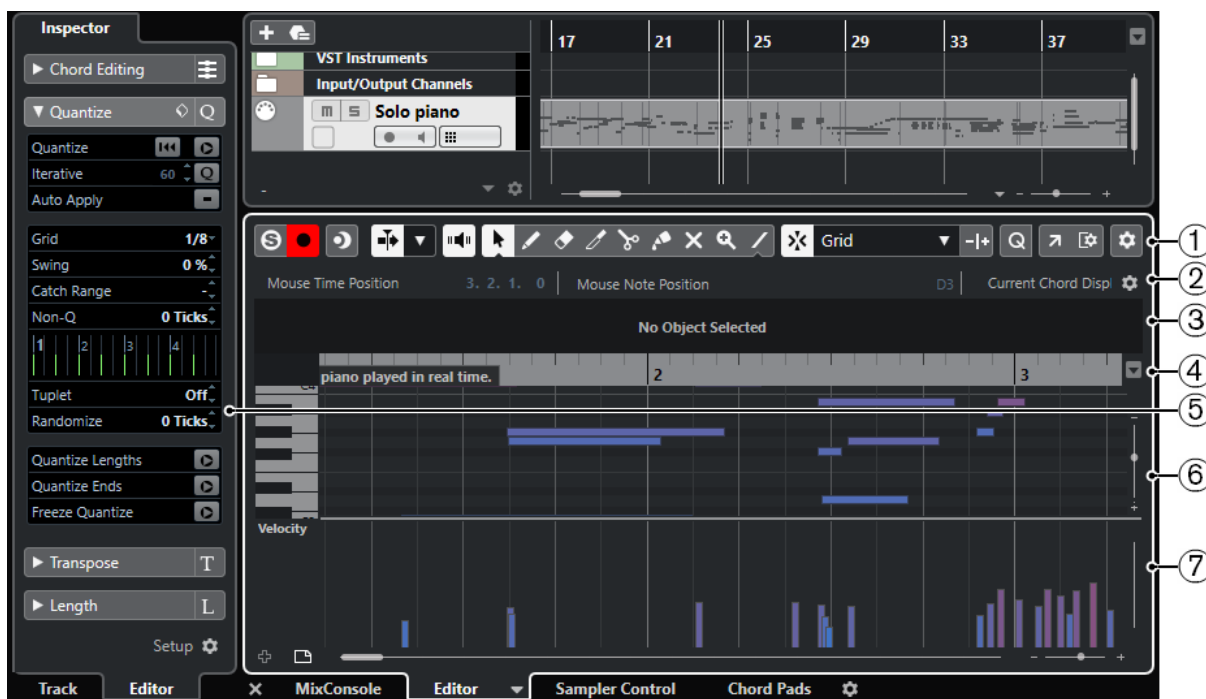 Inspector
Chord Editing
Quantize Q
Quantize
Iterative 60 Q
Auto Apply
Grid 1/8
Swing 0 %
Catch Range -
Non-Q 0 Ticks
1 2 3 4
Tuplet Off
Randomize 0 Ticks
Quantize Lengths
Quantize Ends
Freeze Quantize
Transpose T
Length L
Setup
Track Editor
17 21 25 29 33 37
VST Instruments
Input/Output Channels
m s Solo piano
-
S Grid Q
Mouse Time Position 3. 2. 1. 0 Mouse Note Position D3 Current Chord Displ
No Object Selected
piano played in real time. 2 3
Velocity
MixConsole Editor Sampler Control Chord Pads
1
2
3
4
5
6
7